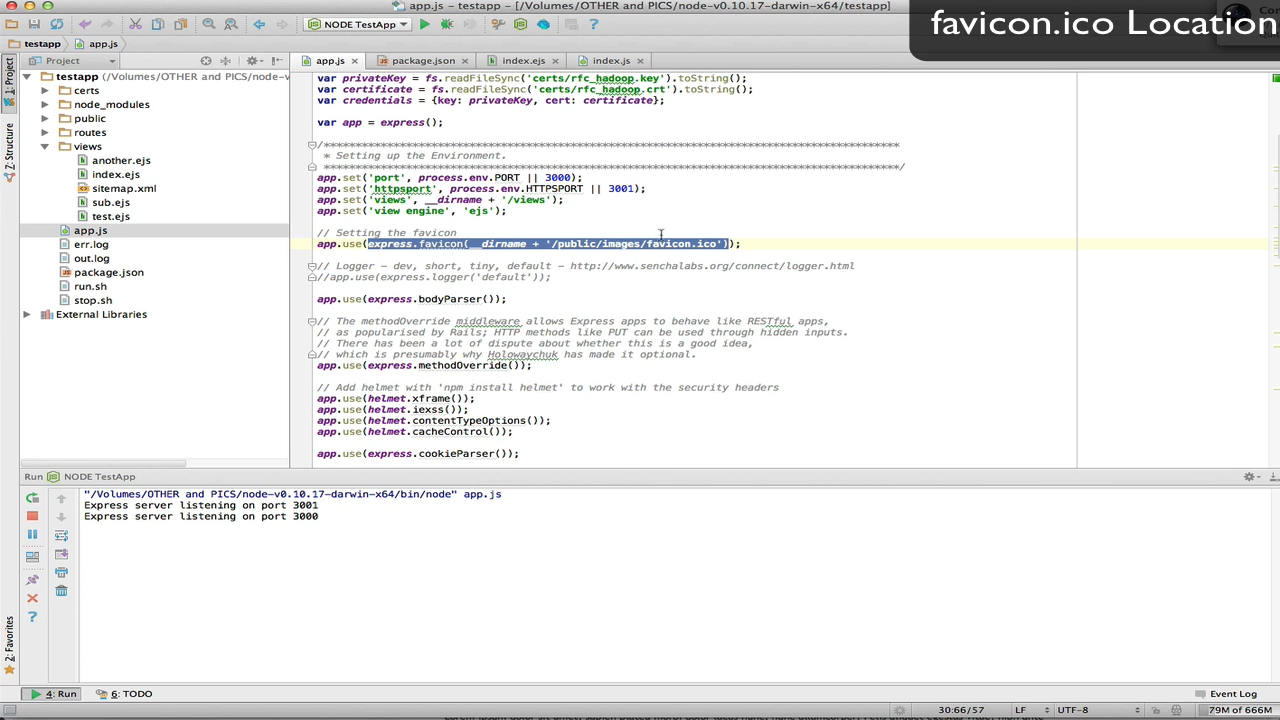 app.js - testapp - [/Volumes/OTHER and PICS/node-v0.10.17-darwin-x64/testapp]
favicon.ico Location
NODE TestApp
testapp
app.js
Project
app.js
package.json
index.ejs
index.js
1: Project
7: Structure
2: Favorites
testapp (/Volumes/OTHER and PICS/node-v
certs
node_modules
public
routes
views
another.ejs
index.ejs
sitemap.xml
sub.ejs
test.ejs
app.js
err.log
out.log
package.json
run.sh
stop.sh
External Libraries
var privateKey = fs.readFileSync('certs/rfc_hadoop.key').toString();
var certificate = fs.readFileSync('certs/rfc_hadoop.crt').toString();
var credentials = {key: privateKey, cert: certificate};
var app = express();
/*******************************************************************************************
* Setting up the Environment.
*******************************************************************************************/
app.set('port', process.env.PORT || 3000);
app.set('httpsport', process.env.HTTPSPORT || 3001);
app.set('views', __dirname + '/views');
app.set('view engine', 'ejs');
// Setting the favicon
app.use(express.favicon(__dirname + '/public/images/favicon.ico'));
// Logger - dev, short, tiny, default - http://www.senchalabs.org/connect/logger.html
//app.use(express.logger('default'));
app.use(express.bodyParser());
// The methodOverride middleware allows Express apps to behave like RESTful apps,
// as popularised by Rails; HTTP methods like PUT can be used through hidden inputs.
// There has been a lot of dispute about whether this is a good idea,
// which is presumably why Holowaychuk has made it optional.
app.use(express.methodOverride());
// Add helmet with 'npm install helmet' to work with the security headers
app.use(helmet.xframe());
app.use(helmet.iexss());
app.use(helmet.contentTypeOptions());
app.use(helmet.cacheControl());
app.use(express.cookieParser());
Run NODE TestApp
"/Volumes/OTHER and PICS/node-v0.10.17-darwin-x64/bin/node" app.js
Express server listening on port 3001
Express server listening on port 3000
4: Run
6: TODO
Event Log
30:66/57
LF
UTF-8
79M of 666M